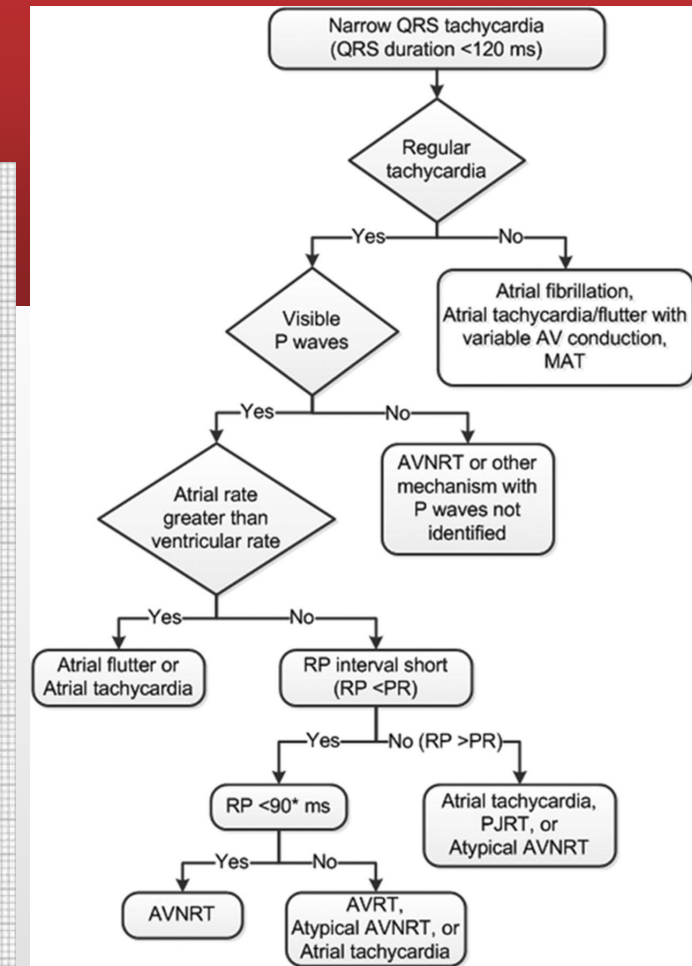 Narrow QRS tachycardia
(QRS duration <120 ms)
Regular
tachycardia
Yes
No
Visible
P waves
Atrial fibrillation,
Atrial tachycardia/flutter with
variable AV conduction,
MAT
Yes
No
Atrial rate
greater than
ventricular rate
AVNRT or other
mechanism with
P waves not
identified
Yes
No
Atrial flutter or
Atrial tachycardia
RP interval short
(RP <PR)
Yes
No (RP >PR)
RP <90* ms
Atrial tachycardia,
PJRT, or
Atypical AVNRT
Yes
No
AVNRT
AVRT,
Atypical AVNRT, or
Atrial tachycardia